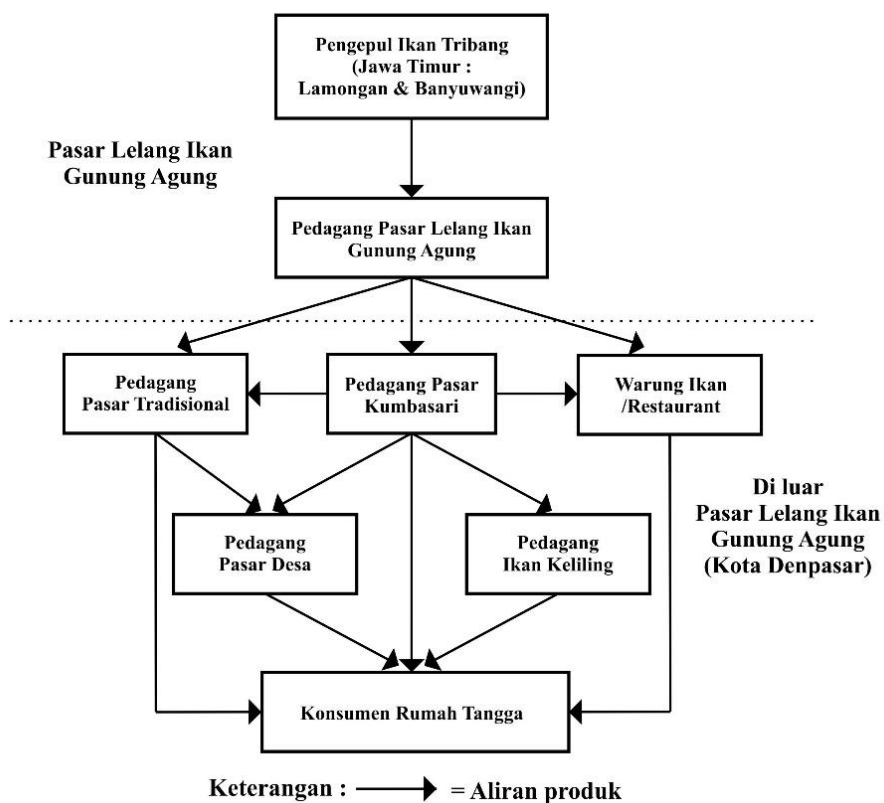 Pengepul Ikan Tribang
(Jawa Timur :
Lamongan & Banyuwangi)
Pasar Lelang Ikan
Gunung Agung
Pedagang Pasar Lelang Ikan
Gunung Agung
Pedagang
Pasar Tradisional
Pedagang Pasar
Kumbasari
Warung Ikan
/Restaurant
Pedagang
Pasar Desa
Pedagang
Ikan Keliling
Di luar
Pasar Lelang Ikan
Gunung Agung
(Kota Denpasar)
Konsumen Rumah Tangga
Keterangan : = Aliran produk